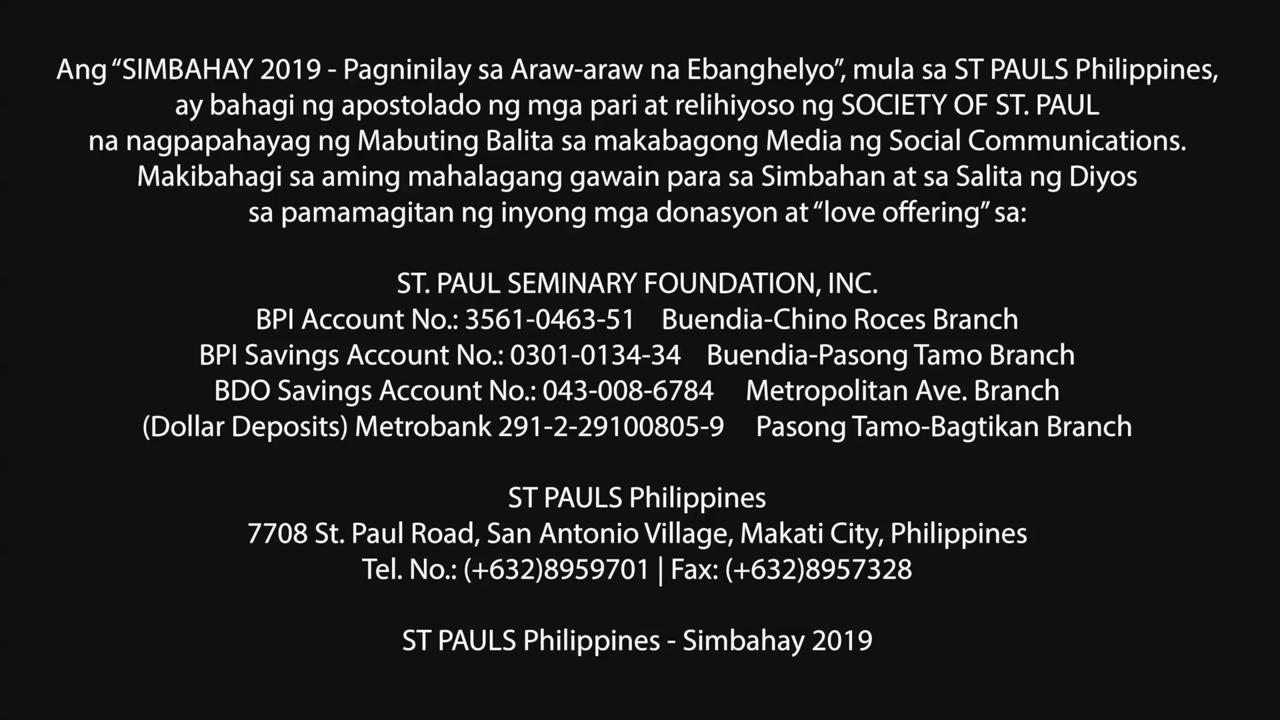 Ang “SIMBAHAY 2019 - Pagninilay sa Araw-araw na Ebanghelyo”, mula sa ST PAULS Philippines,
ay bahagi ng apostolado ng mga pari at relihiyoso ng SOCIETY OF ST. PAUL
na nagpapahayag ng Mabuting Balita sa makabagong Media ng Social Communications.
Makibahagi sa aming mahalagang gawain para sa Simbahan at sa Salita ng Diyos
sa pamamagitan ng inyong mga donasyon at “love offering” sa:
ST. PAUL SEMINARY FOUNDATION, INC.
BPI Account No.: 3561-0463-51 Buendia-Chino Roces Branch
BPI Savings Account No.: 0301-0134-34 Buendia-Pasong Tamo Branch
BDO Savings Account No.: 043-008-6784 Metropolitan Ave. Branch
(Dollar Deposits) Metrobank 291-2-29100805-9 Pasong Tamo-Bagtikan Branch
ST PAULS Philippines
7708 St. Paul Road, San Antonio Village, Makati City, Philippines
Tel. No.: (+632)8959701 | Fax: (+632)8957328
ST PAULS Philippines - Simbahay 2019